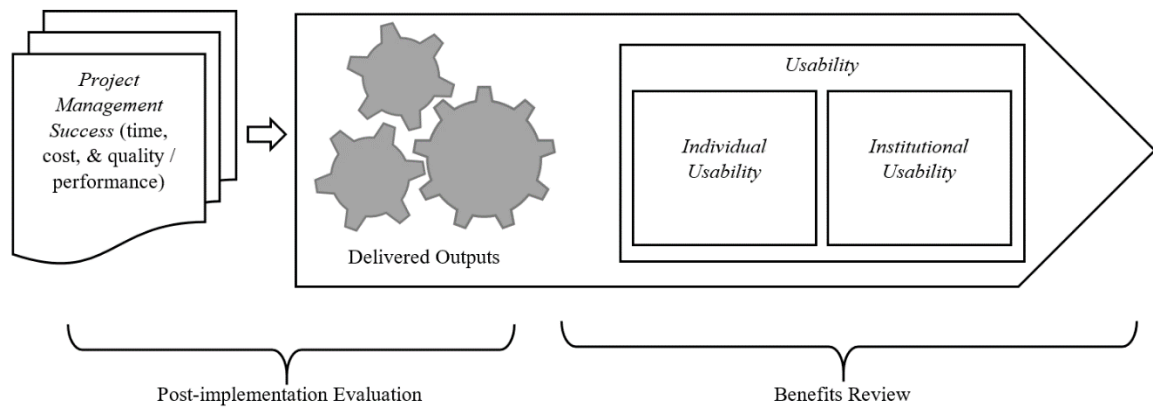 Project
Management
Success (time,
cost, & quality /
performance)
Delivered Outputs
Usability
Individual
Usability
Institutional
Usability
Post-implementation Evaluation
Benefits Review